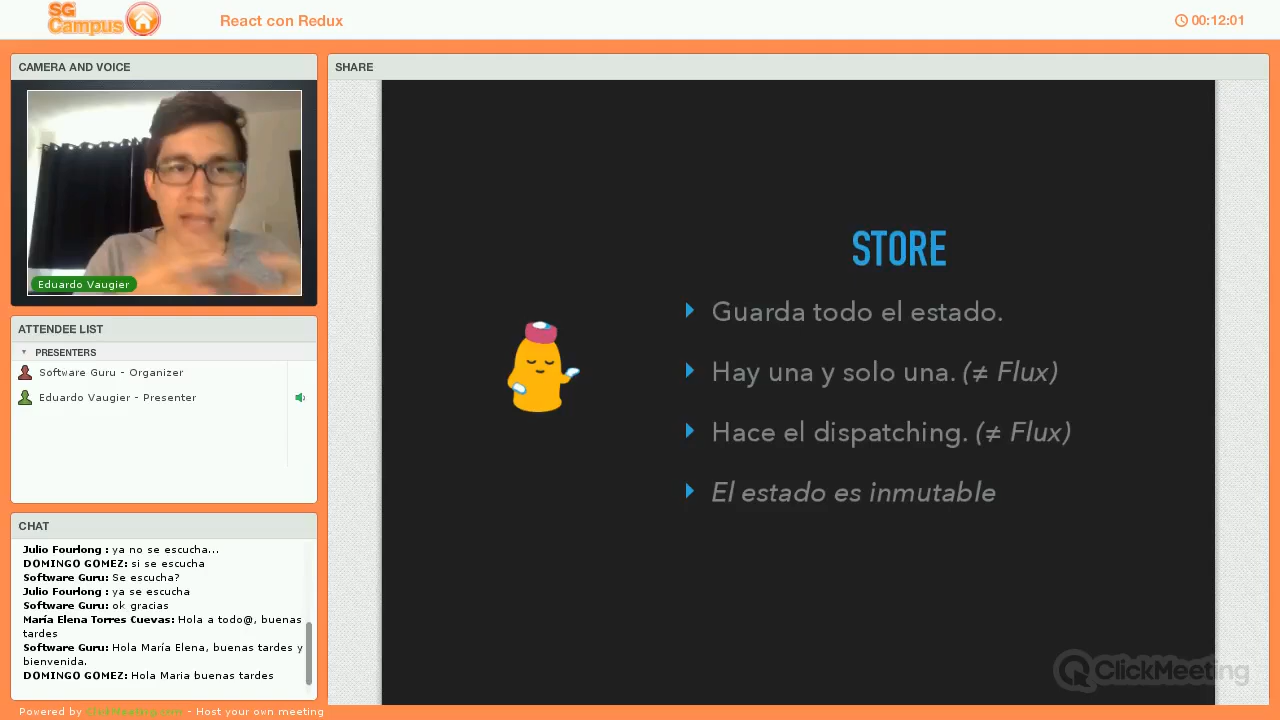 SG
Campus
React con Redux
00:12:01
CAMERA AND VOICE
Eduardo Vaugier
ATTENDEE LIST
PRESENTERS
Software Guru - Organizer
Eduardo Vaugier - Presenter
CHAT
Julio Fourlong : ya no se escucha...
DOMINGO GOMEZ: si se escucha
Software Guru: Se escucha?
Julio Fourlong : ya se escucha
Software Guru: ok gracias
María Elena Torres Cuevas: Hola a todo@, buenas
tardes
Software Guru: Hola María Elena, buenas tardes y
bienvenida.
DOMINGO GOMEZ: Hola Maria buenas tardes
Powered by ClickMeeting.com - Host your own meeting
SHARE
STORE
Guarda todo el estado.
Hay una y solo una. (≠ Flux)
Hace el dispatching. (≠ Flux)
El estado es inmutable
ClickMeeting